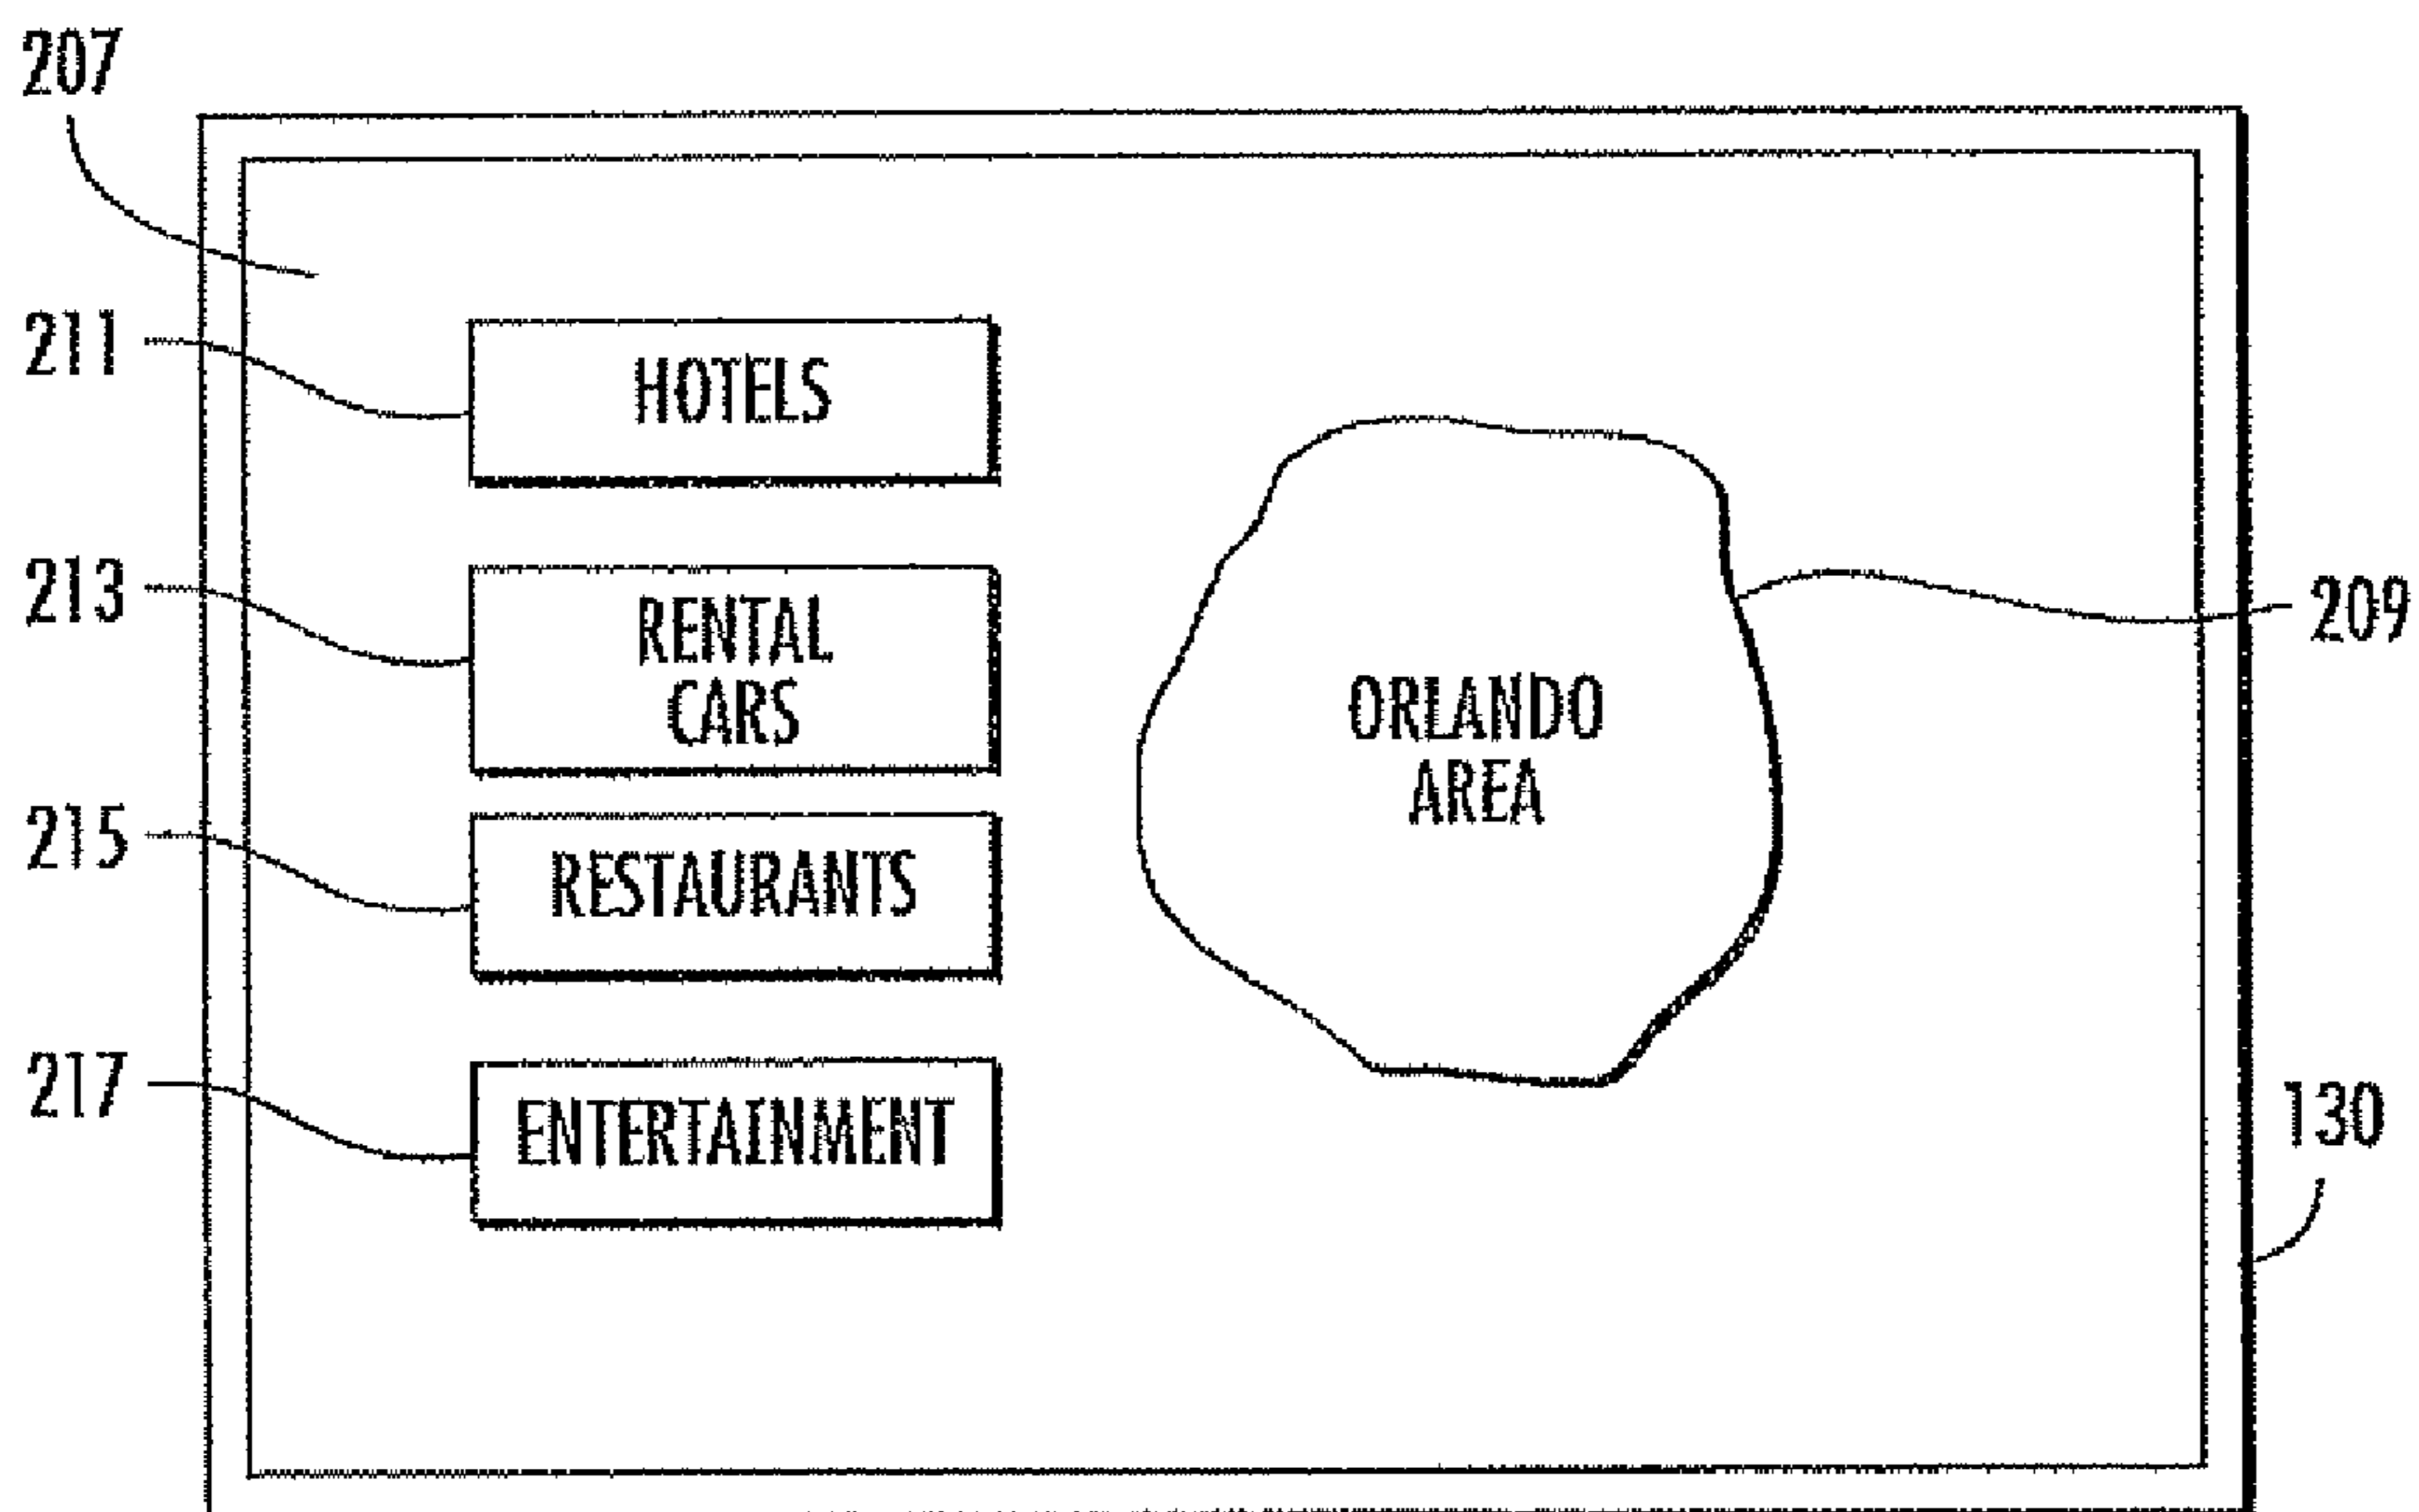 207
211
HOTELS
213
RENTAL
CARS
209
ORLANDO
AREA
215
RESTAURANTS
217
ENTERTAINMENT
130